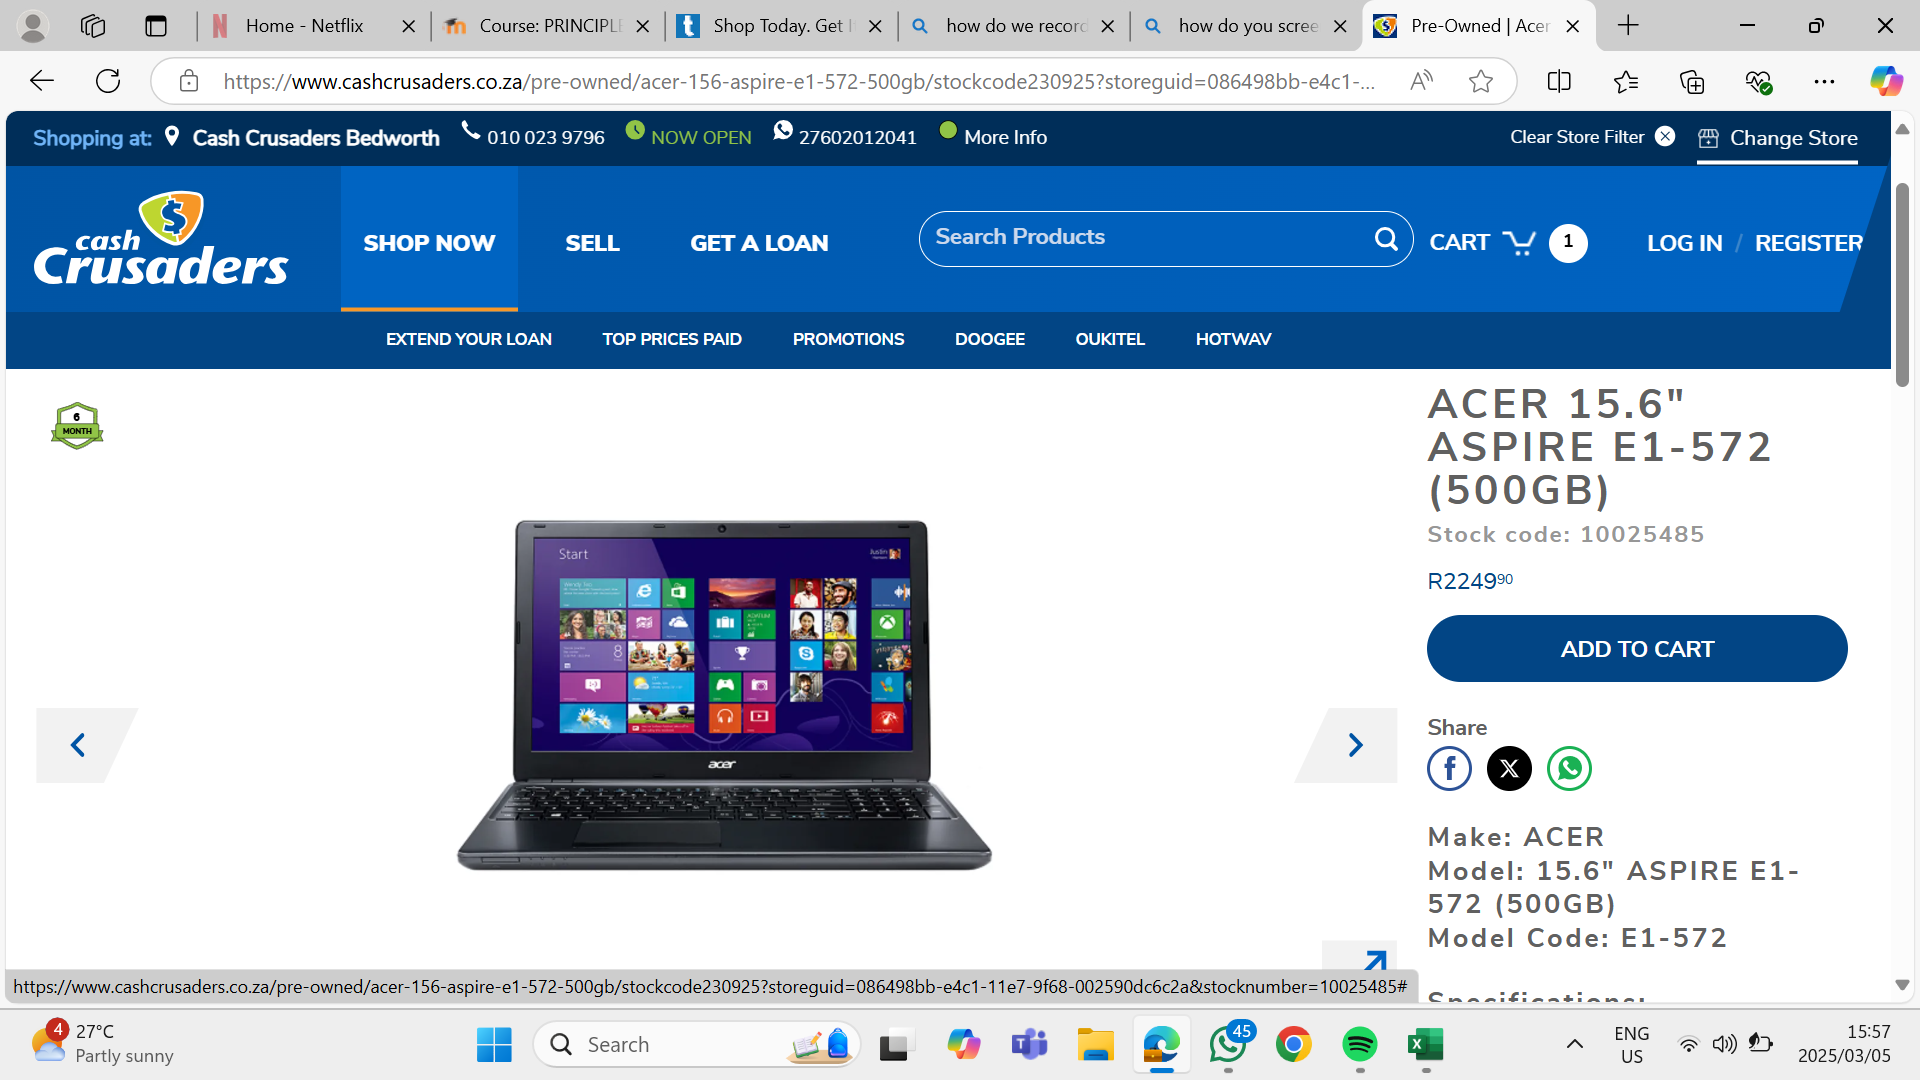 Home - Netflix
Course: PRINCIPLE
Shop Today. Get I
how do we record
how do you scree
Pre-Owned | Acer
https://www.cashcrusaders.co.za/pre-owned/acer-156-aspire-e1-572-500gb/stockcode230925?storeguid=086498bb-e4c1-...
Shopping at: Cash Crusaders Bedworth 010 023 9796 NOW OPEN 27602012041 More Info Clear Store Filter Change Store
cash
Crusaders
SHOP NOW SELL GET A LOAN Search Products CART 1 LOG IN / REGISTER
EXTEND YOUR LOAN TOP PRICES PAID PROMOTIONS DOOGEE OUKITEL HOTWAV
6
MONTH
ACER 15.6"
ASPIRE E1-572
(500GB)
Stock code: 10025485
R2249⁹⁰
ADD TO CART
Start
acer
Share
Make: ACER
Model: 15.6" ASPIRE E1-
572 (500GB)
Model Code: E1-572
Specifications:
https://www.cashcrusaders.co.za/pre-owned/acer-156-aspire-e1-572-500gb/stockcode230925?storeguid=086498bb-e4c1-11e7-9f68-002590dc6c2a&stocknumber=10025485#
4
27°C
Partly sunny
Search
45
ENG
US
15:57
2025/03/05